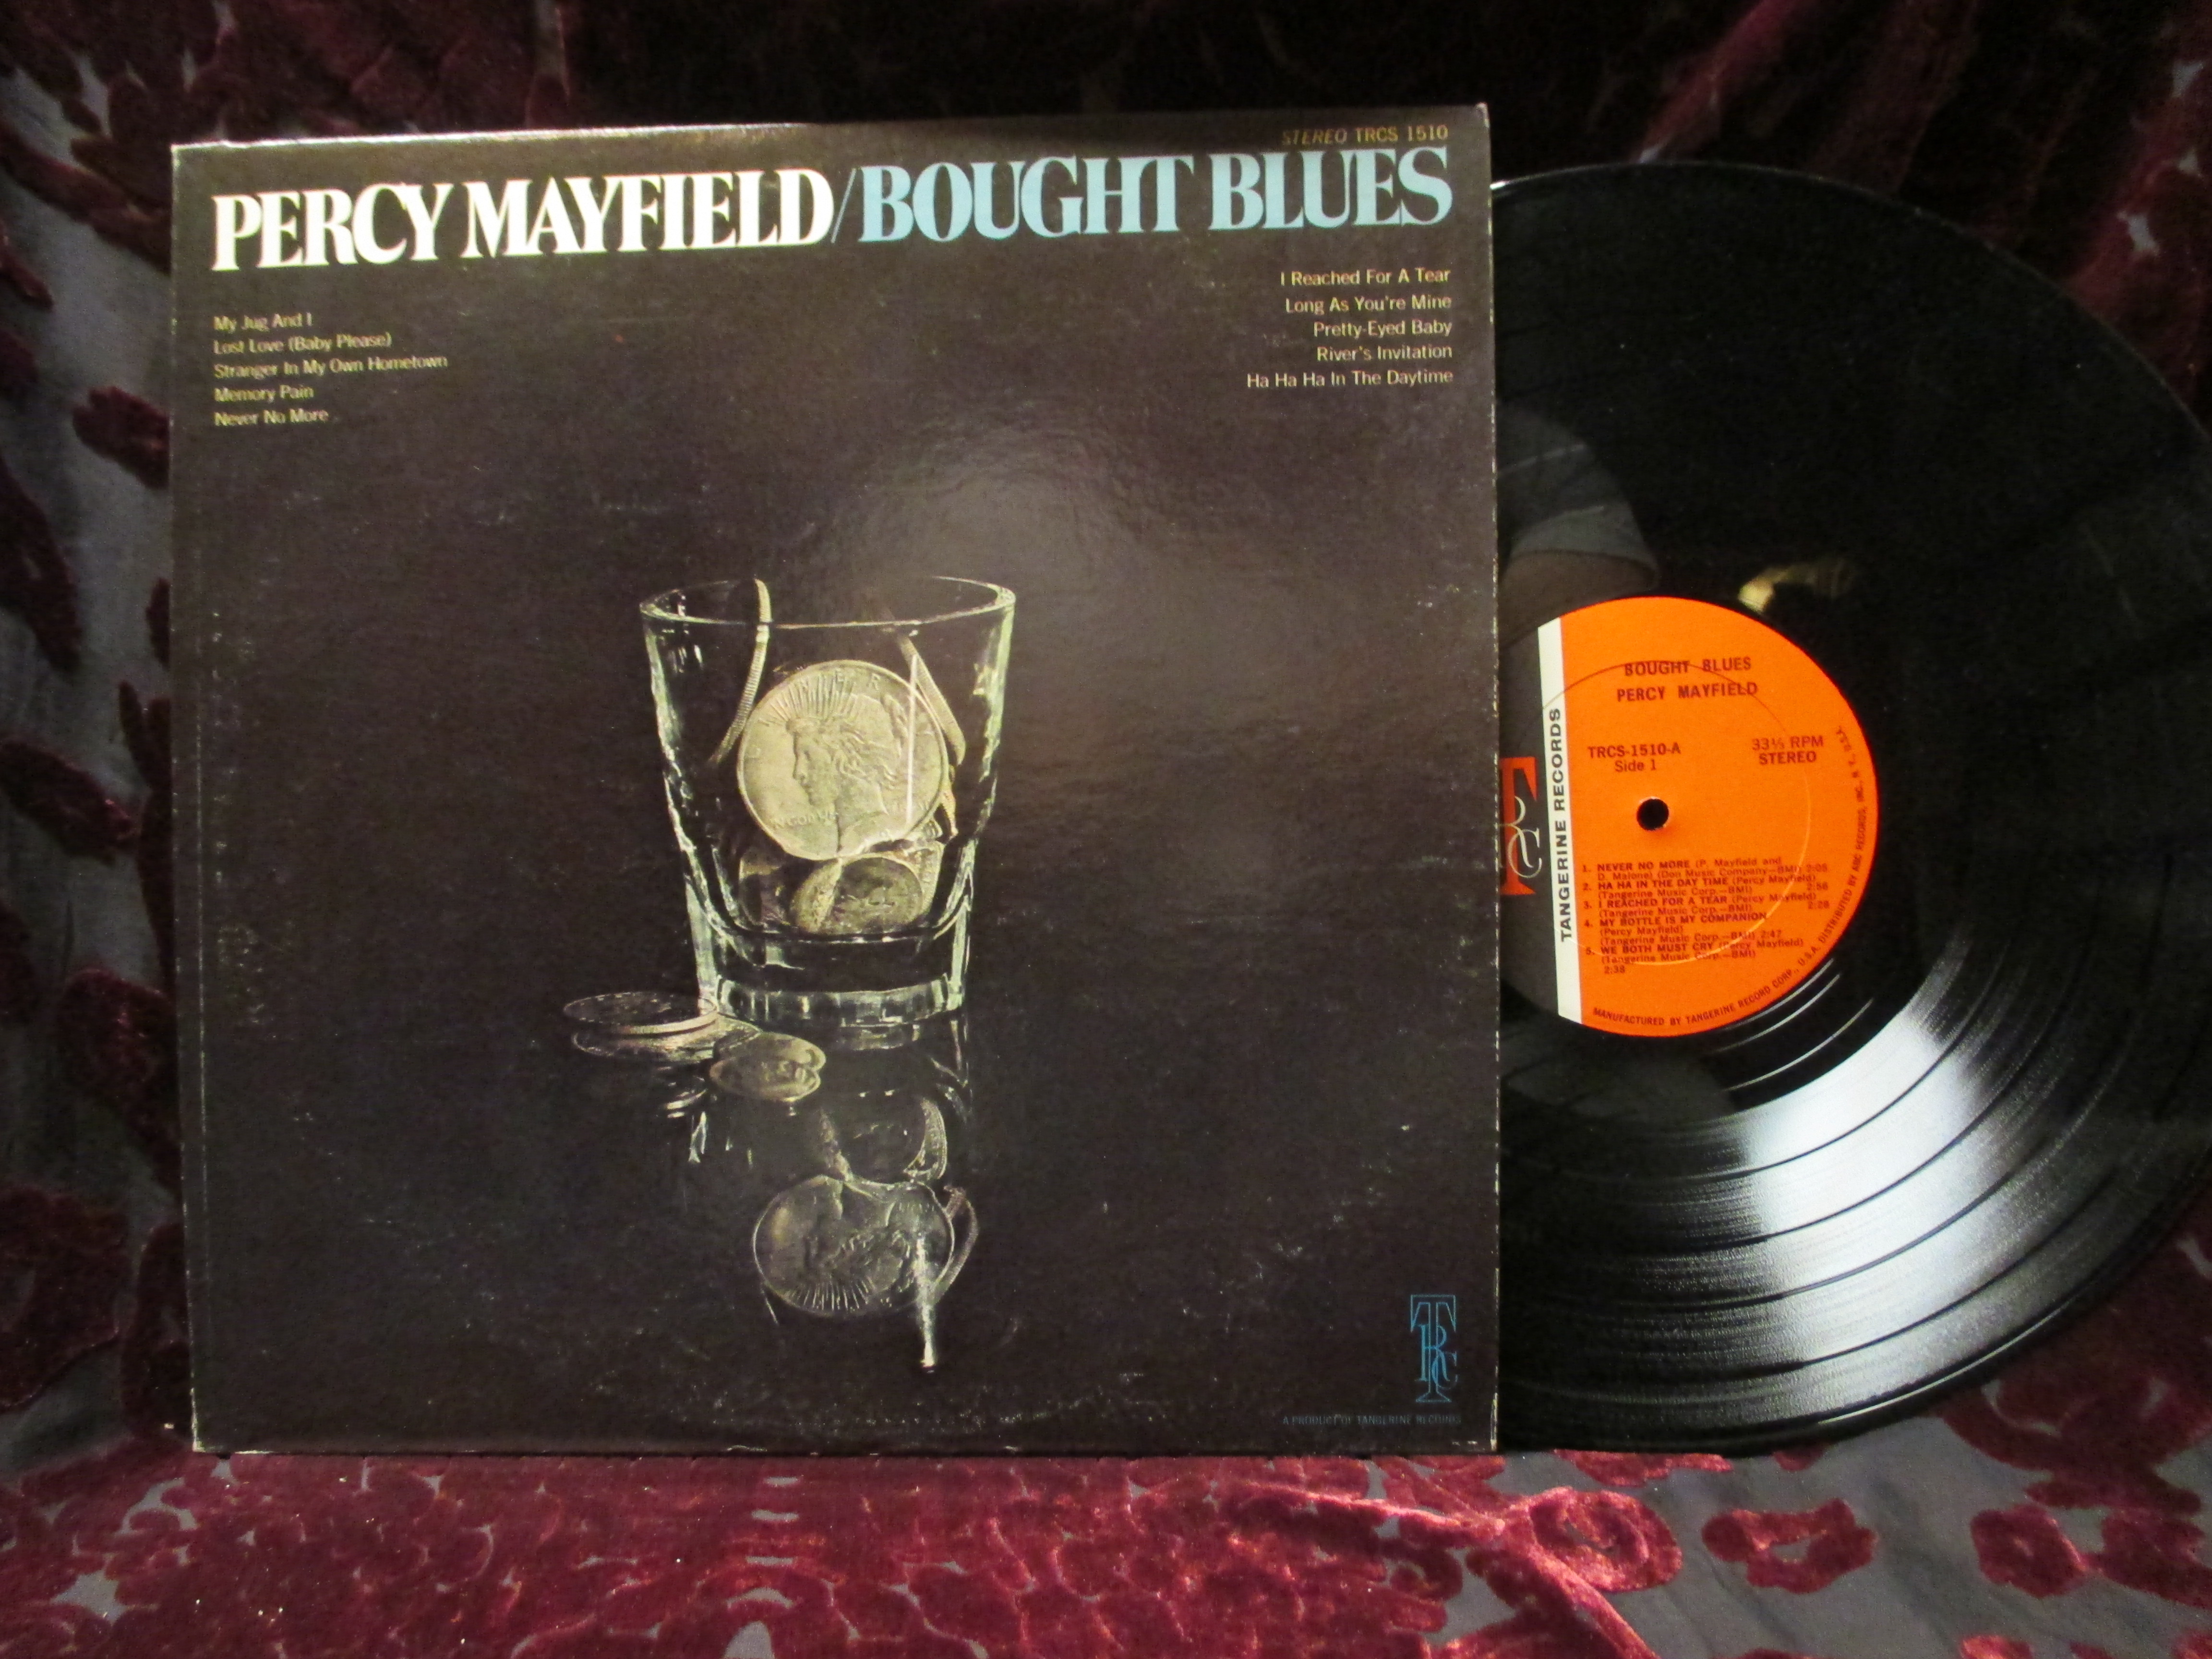 STEREO TRCS 1510
PERCY MAYFIELD/BOUGHT BLUES
My Jug And I
Lost Love (Baby Please)
Stranger In My Own Hometown
Memory Pain
Never No More
I Reached For A Tear
Long As You're Mine
Pretty-Eyed Baby
River's Invitation
Ha Ha Ha In The Daytime
TRC
A PRODUCT OF TANGERINE RECORDS
TRC
TANGERINE RECORDS
BOUGHT BLUES
PERCY MAYFIELD
TRCS-1510-A
Side 1
33⅓ RPM
STEREO
1. NEVER NO MORE (P. Mayfield and
D. Malone) (Don Music Company—BMI) 2:05
2. HA HA IN THE DAY TIME (Percy Mayfield)
(Tangerine Music Corp.—BMI) 2:56
3. I REACHED FOR A TEAR (Percy Mayfield)
(Tangerine Music Corp.—BMI) 2:28
4. MY BOTTLE IS MY COMPANION
(Percy Mayfield)
(Tangerine Music Corp.—BMI) 2:47
5. WE BOTH MUST CRY (Percy Mayfield)
(Tangerine Music Corp.—BMI)
2:38
MANUFACTURED BY TANGERINE RECORD CORP., U.S.A. DISTRIBUTED BY ABC RECORDS, INC., N.Y., U.S.A.